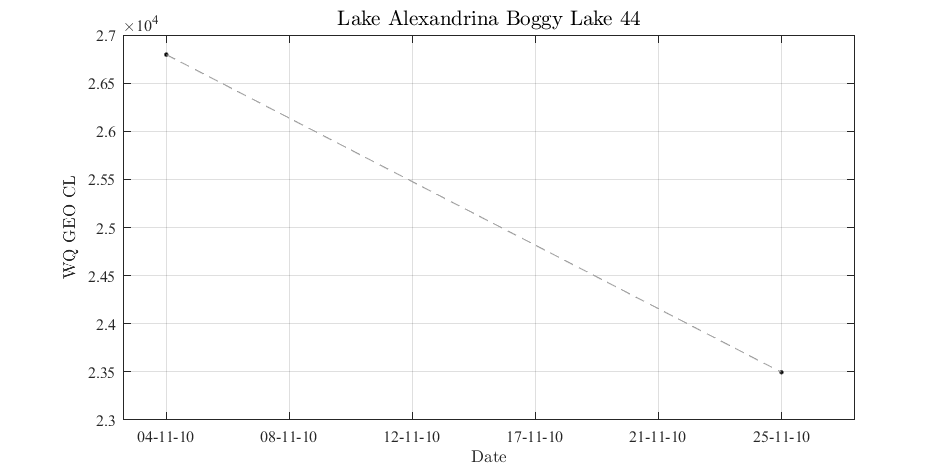 Lake Alexandrina Boggy Lake 44
×10⁴
2.7
2.65
2.6
2.55
2.5
2.45
2.4
2.35
2.3
WQ GEO CL
04-11-10 08-11-10 12-11-10 17-11-10 21-11-10 25-11-10
Date